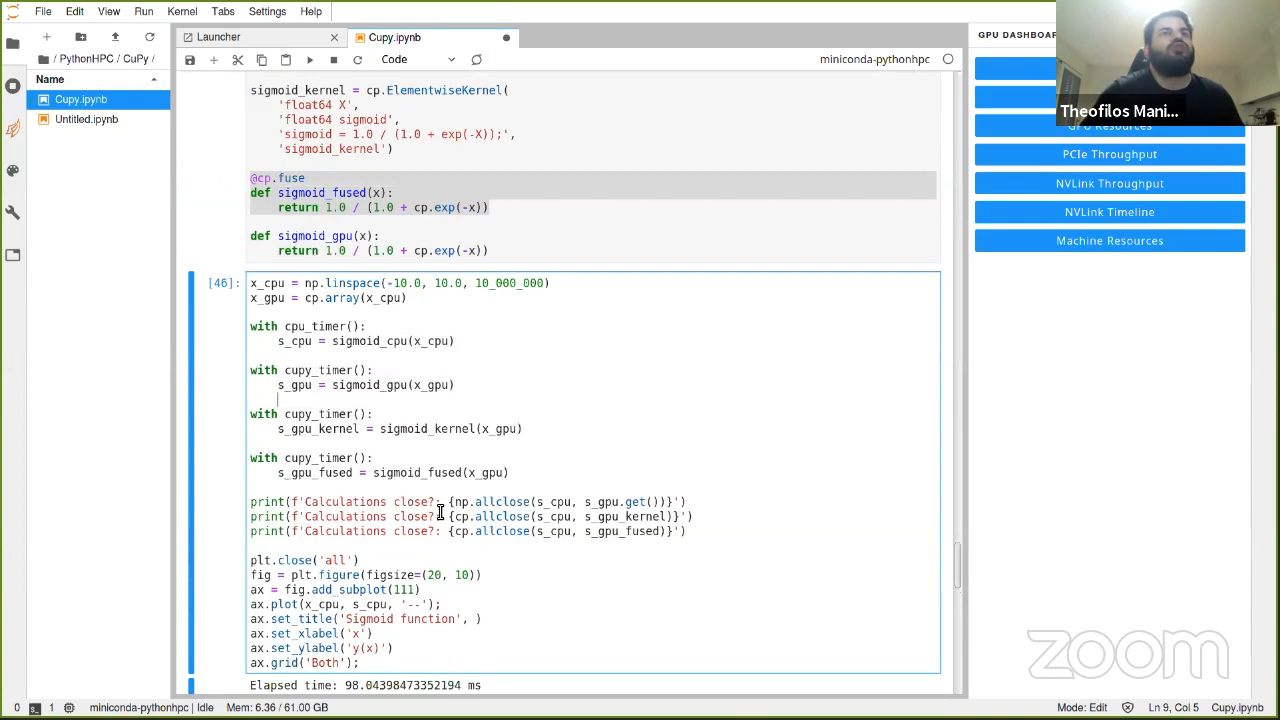 File Edit View Run Kernel Tabs Settings Help
Launcher
Cupy.ipynb
GPU DASHBOAR
/ PythonHPC / CuPy /
Code
miniconda-pythonhpc
Name
Cupy.ipynb
Untitled.ipynb
Theofilos Mani...
GPU Resources
PCIe Throughput
NVLink Throughput
NVLink Timeline
Machine Resources
sigmoid_kernel = cp.ElementwiseKernel(
'float64 X',
'float64 sigmoid',
'sigmoid = 1.0 / (1.0 + exp(-X));',
'sigmoid_kernel')
@cp.fuse
def sigmoid_fused(x):
return 1.0 / (1.0 + cp.exp(-x))
def sigmoid_gpu(x):
return 1.0 / (1.0 + cp.exp(-x))
[46]:
x_cpu = np.linspace(-10.0, 10.0, 10_000_000)
x_gpu = cp.array(x_cpu)
with cpu_timer():
s_cpu = sigmoid_cpu(x_cpu)
with cupy_timer():
s_gpu = sigmoid_gpu(x_gpu)
with cupy_timer():
s_gpu_kernel = sigmoid_kernel(x_gpu)
with cupy_timer():
s_gpu_fused = sigmoid_fused(x_gpu)
print(f'Calculations close?: {np.allclose(s_cpu, s_gpu.get())}')
print(f'Calculations close?: {cp.allclose(s_cpu, s_gpu_kernel)}')
print(f'Calculations close?: {cp.allclose(s_cpu, s_gpu_fused)}')
plt.close('all')
fig = plt.figure(figsize=(20, 10))
ax = fig.add_subplot(111)
ax.plot(x_cpu, s_cpu, '--');
ax.set_title('Sigmoid function', )
ax.set_xlabel('x')
ax.set_ylabel('y(x)')
ax.grid('Both');
Elapsed time: 98.04398473352194 ms
zoom
0 1 miniconda-pythonhpc | Idle Mem: 6.36 / 61.00 GB Mode: Edit Ln 9, Col 5 Cupy.ipynb